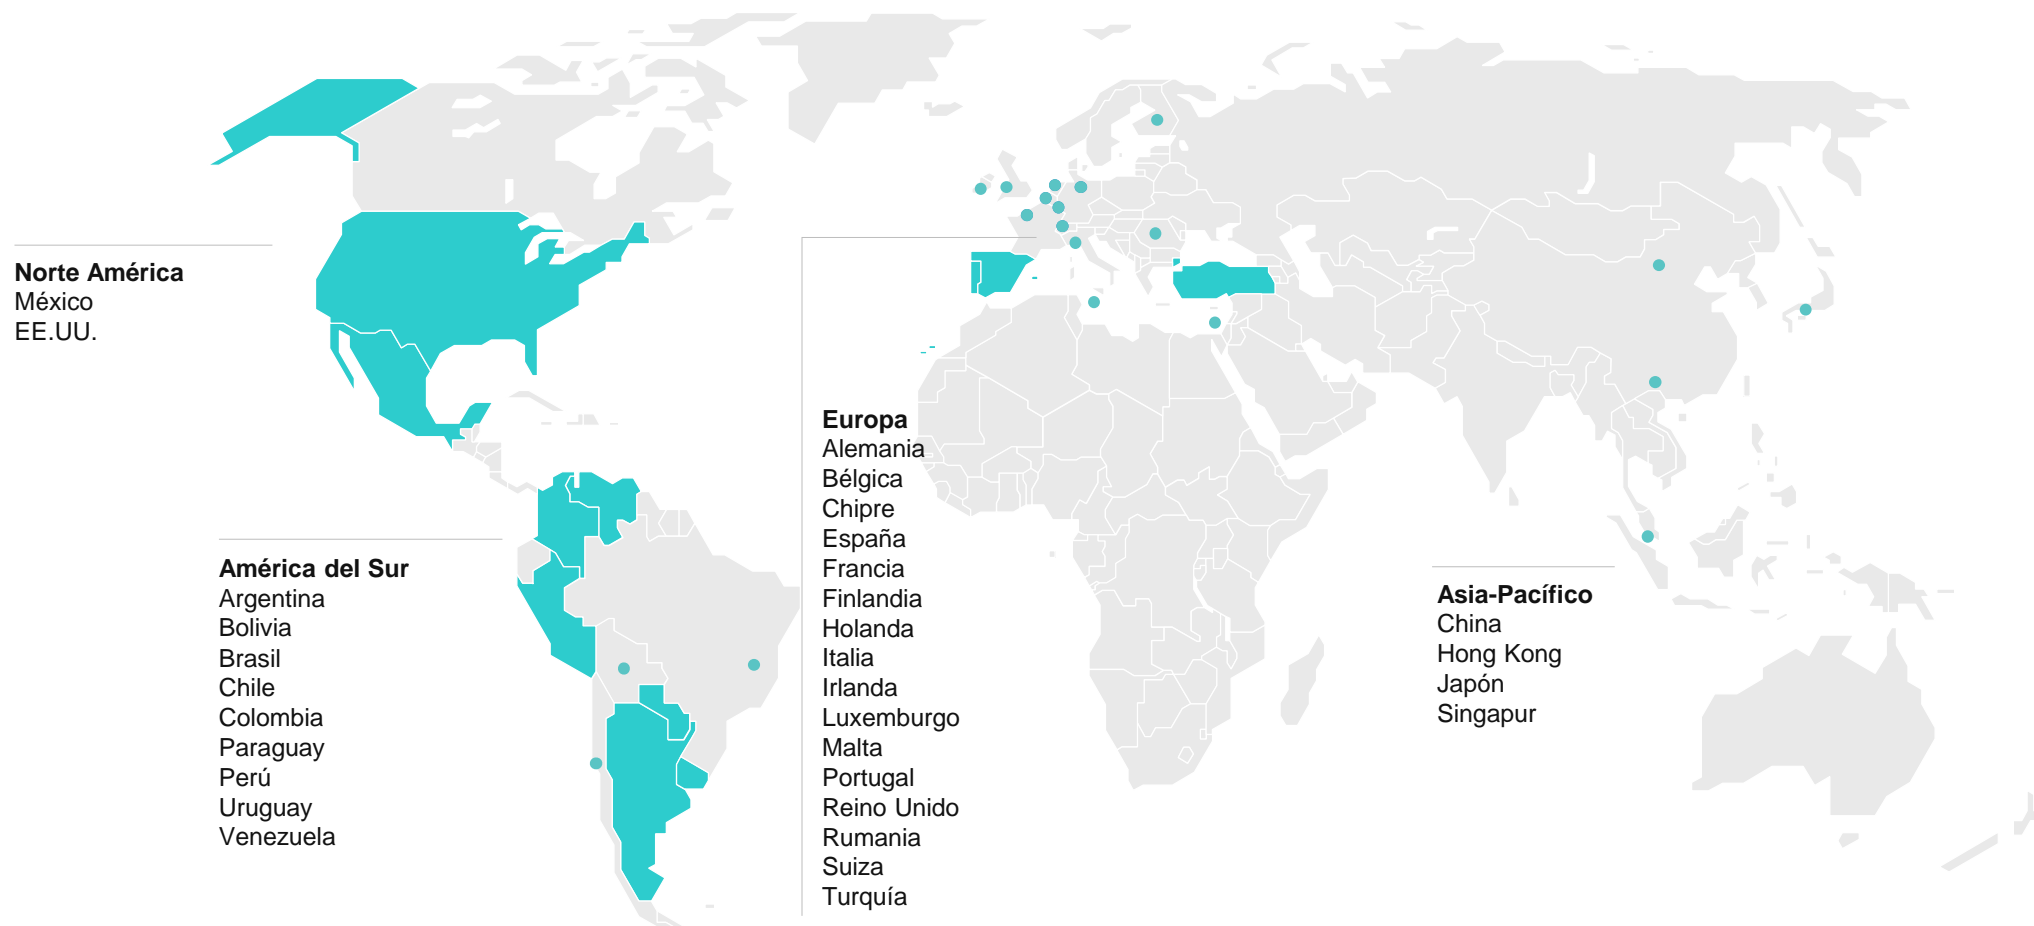 Norte América
México
EE.UU.
América del Sur
Argentina
Bolivia
Brasil
Chile
Colombia
Paraguay
Perú
Uruguay
Venezuela
Europa
Alemania
Bélgica
Chipre
España
Francia
Finlandia
Holanda
Italia
Irlanda
Luxemburgo
Malta
Portugal
Reino Unido
Rumania
Suiza
Turquía
Asia-Pacífico
China
Hong Kong
Japón
Singapur